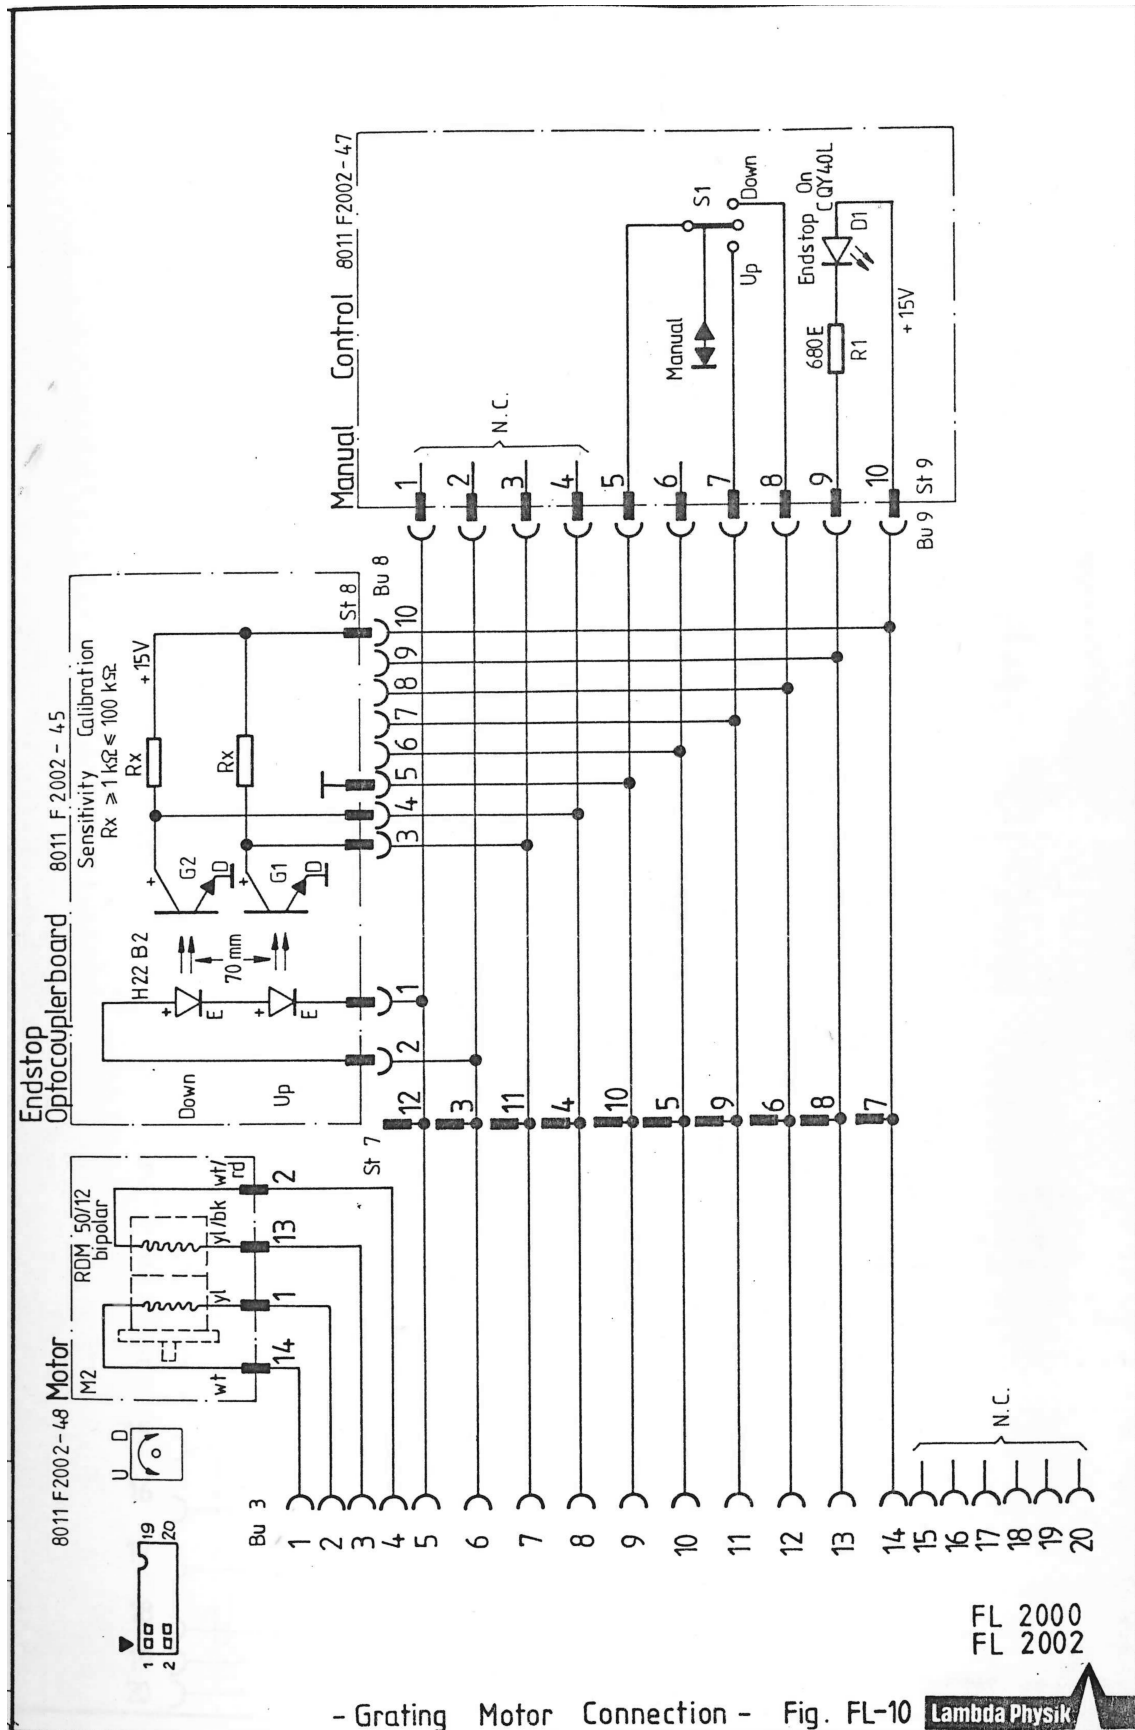 Manual Control 8011 F2002-47
S1
Manual
Up
Down
Endstop On
CQY40L
D1
680E
R1
+15V
N.C.
1
2
3
4
5
6
7
8
9
10
Bu 9 St 9
Endstop
Optocouplerboard 8011 F 2002-45
Sensitivity Calibration
Rx ⩾ 1 kΩ ⩽ 100 kΩ
+15V
Rx
Rx
G2
G1
D
D
+
+
H22 B2
70 mm
+
+
E
E
Down
Up
St 8
Bu 8
2
1
3
4
5
6
7
8
9
10
8011 F2002-48 Motor
M2
RDM 50/12
bipolar
wt
yl
yl/bk
wt/
rd
14
1
13
2
U D
St 7
12
3
11
4
10
5
9
6
8
7
1
2
19
20
Bu 3
1
2
3
4
5
6
7
8
9
10
11
12
13
14
15
16
17
18
19
20
N.C.
FL 2000
FL 2002
- Grating Motor Connection - Fig. FL-10
Lambda Physik